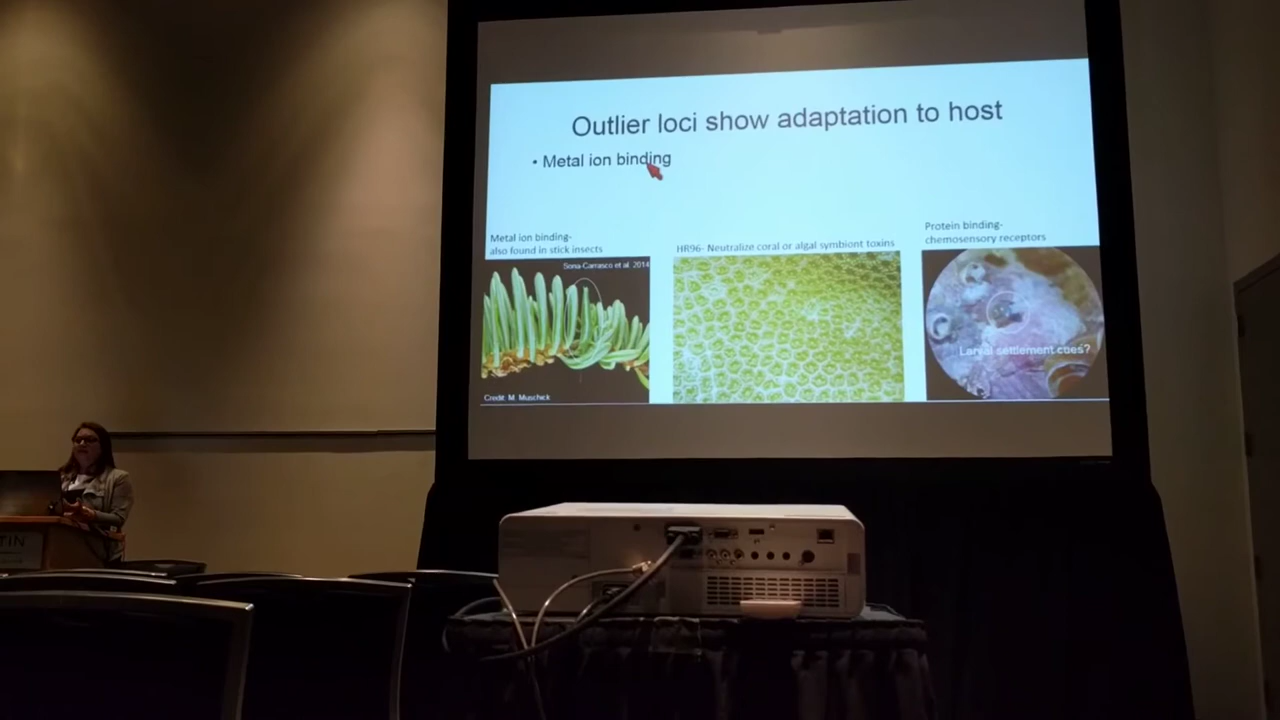 Outlier loci show adaptation to host
• Metal ion binding
Metal ion binding-
also found in stick insects
Soria-Carrasco et al. 2014
Credit: M. Muschick
HR96- Neutralize coral or algal symbiont toxins
Protein binding-
chemosensory receptors
Larval settlement cues?
TIN